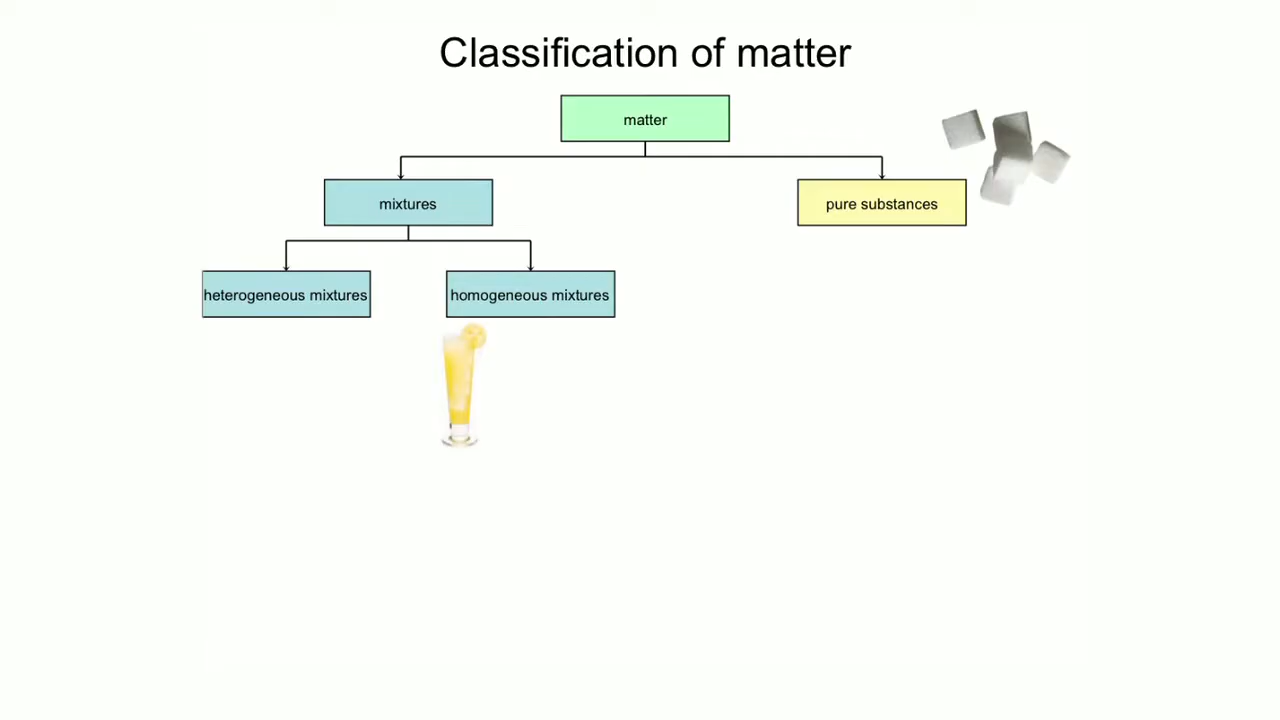 Classification of matter
matter
mixtures
pure substances
heterogeneous mixtures
homogeneous mixtures